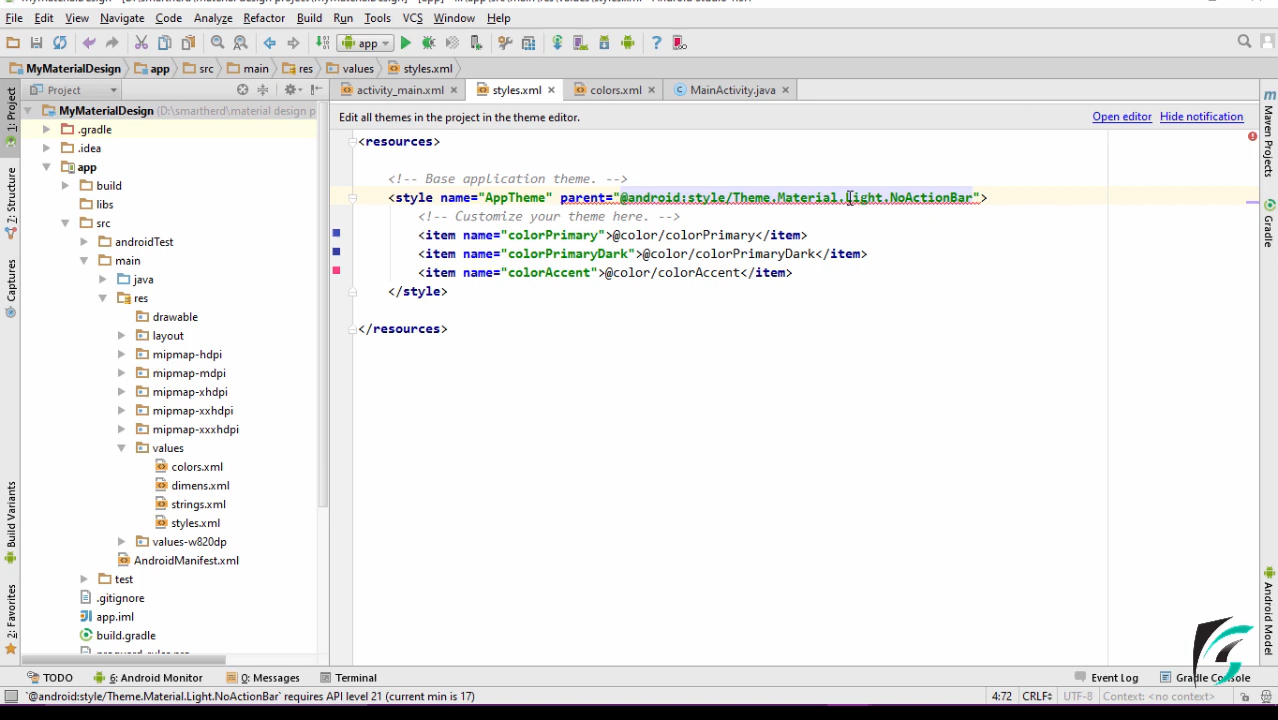 File Edit View Navigate Code Analyze Refactor Build Run Tools VCS Window Help
app
MyMaterialDesign app src main res values styles.xml
Project
activity_main.xml styles.xml colors.xml MainActivity.java
MyMaterialDesign (D:\smartherd\material design p
.gradle
.idea
app
build
libs
src
androidTest
main
java
res
drawable
layout
mipmap-hdpi
mipmap-mdpi
mipmap-xhdpi
mipmap-xxhdpi
mipmap-xxxhdpi
values
colors.xml
dimens.xml
strings.xml
styles.xml
values-w820dp
AndroidManifest.xml
test
.gitignore
app.iml
build.gradle
Edit all themes in the project in the theme editor. Open editor Hide notification
<resources>
<!-- Base application theme. -->
<style name="AppTheme" parent="@android:style/Theme.Material.Light.NoActionBar">
<!-- Customize your theme here. -->
<item name="colorPrimary">@color/colorPrimary</item>
<item name="colorPrimaryDark">@color/colorPrimaryDark</item>
<item name="colorAccent">@color/colorAccent</item>
</style>
</resources>
1: Project
7: Structure
Captures
Build Variants
2: Favorites
Maven Projects
Gradle
Android Model
TODO 6: Android Monitor 0: Messages Terminal Event Log Gradle Console
`@android:style/Theme.Material.Light.NoActionBar` requires API level 21 (current min is 17) 4:72 CRLF UTF-8 Context: <no context>